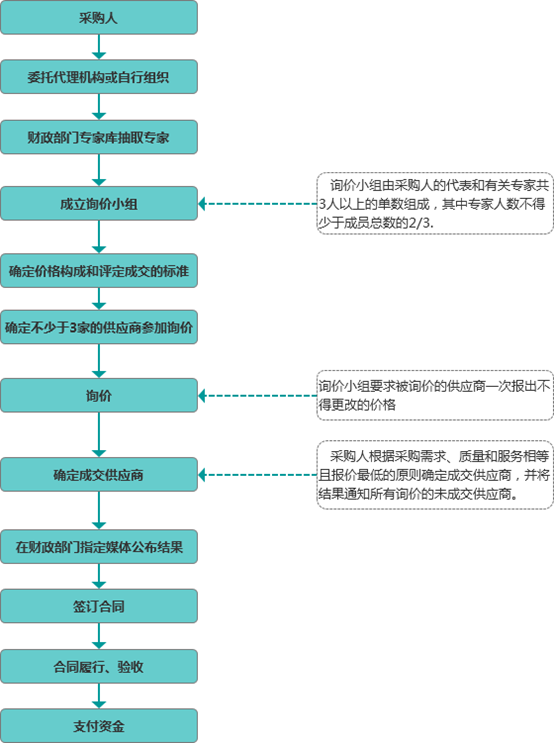 采购人
委托代理机构或自行组织
财政部门专家库抽取专家
成立询价小组
询价小组由采购人的代表和有关专家共
3人以上的单数组成，其中专家人数不得
少于成员总数的2/3.
确定价格构成和评定成交的标准
确定不少于3家的供应商参加询价
询价
询价小组要求被询价的供应商一次报出不
得更改的价格
确定成交供应商
采购人根据采购需求、质量和服务相等
且报价最低的原则确定成交供应商，并将
结果通知所有询价的未成交供应商。
在财政部门指定媒体公布结果
签订合同
合同履行、验收
支付资金